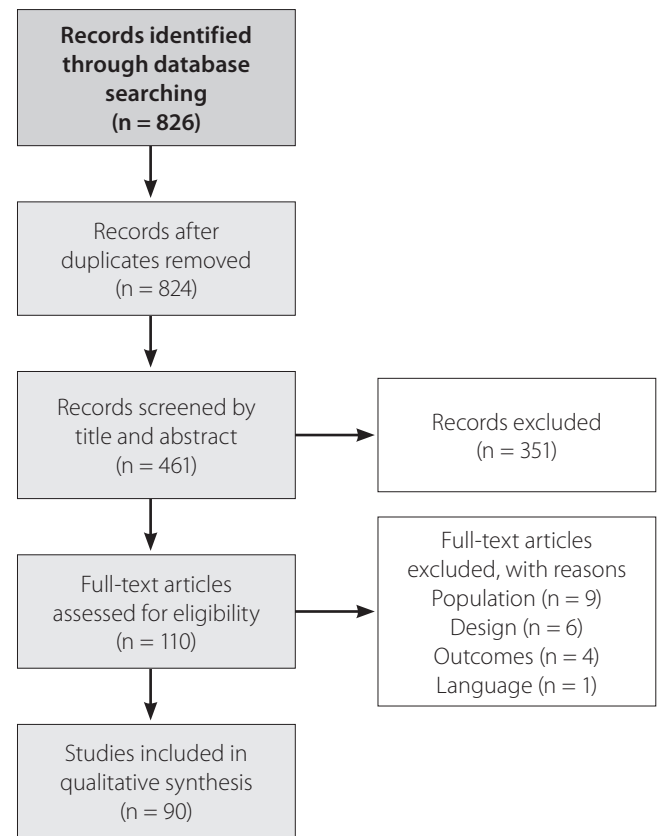 Records identified
through database
searching
(n = 826)
Records after
duplicates removed
(n = 824)
Records screened by
title and abstract
(n = 461)
Records excluded
(n = 351)
Full-text articles
assessed for eligibility
(n = 110)
Full-text articles
excluded, with reasons
Population (n = 9)
Design (n = 6)
Outcomes (n = 4)
Language (n = 1)
Studies included in
qualitative synthesis
(n = 90)